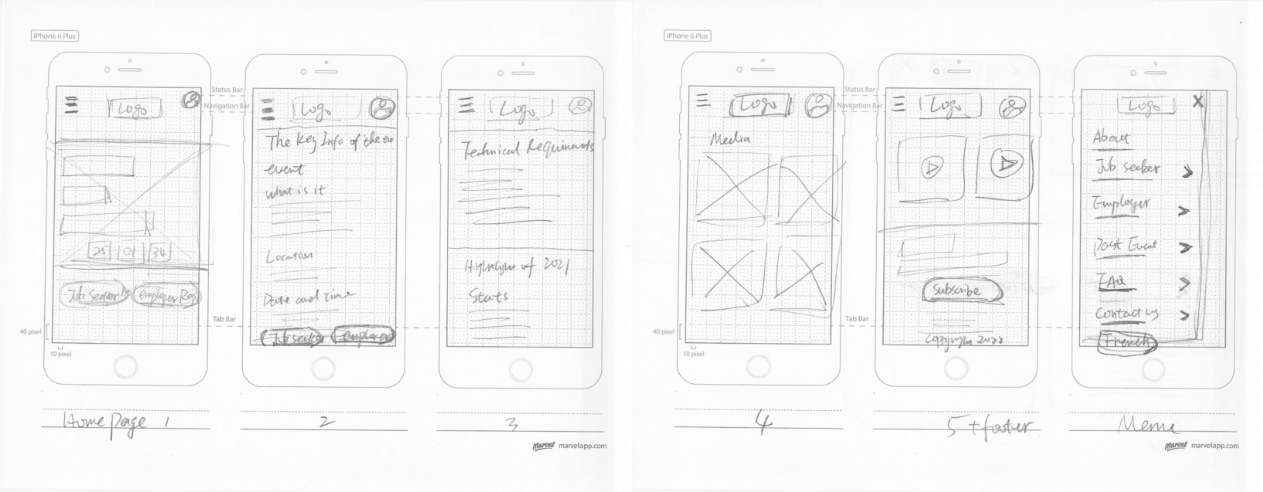 iPhone 6 Plus
Logo
25 01 34
Job Seeker Employer Reg
40 pixel
10 pixel
Home page 1
Status Bar
Navigation Bar
Tab Bar
Logo
The Key Info of the
event
what is it
Location
Date and Time
Job seeker Employer
2
Logo
Technical Requirments
of 2021
Stats
3
marvel marvelapp.com
iPhone 6 Plus
Logo
Media
40 pixel
10 pixel
4
Status Bar
Navigation Bar
Tab Bar
Logo
Subscribe
2022
5 + footer
Logo X
About
Job seeker >
Employer >
Past Event >
FAQ >
Contact us >
French
Menu
marvel marvelapp.com